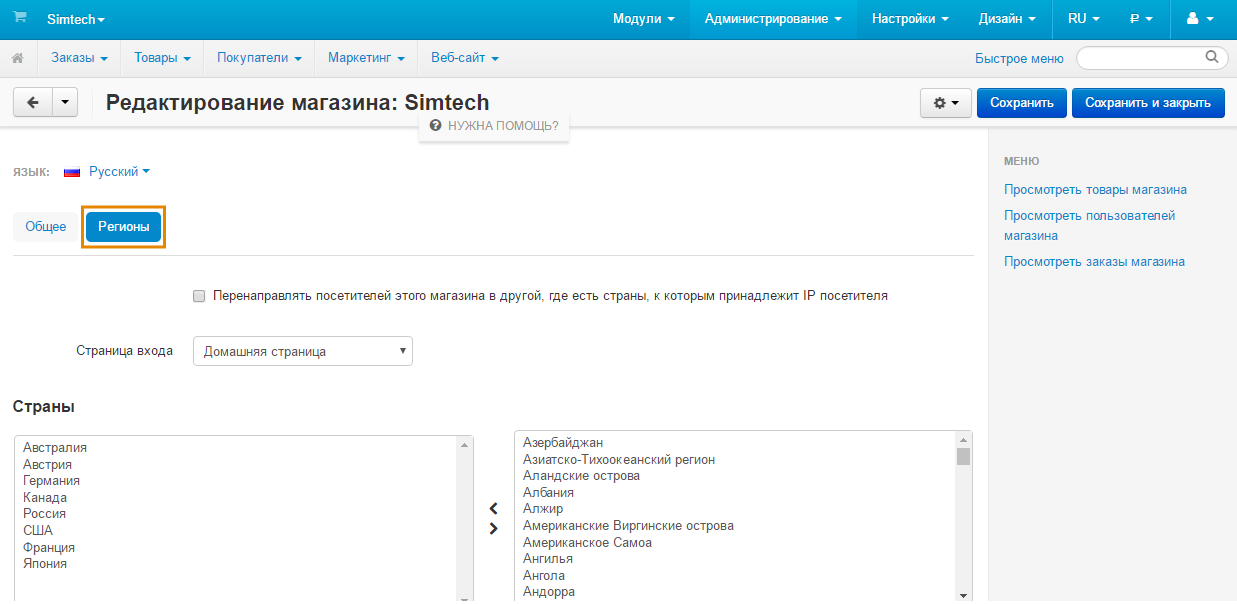 Simtech
Модули Администрирование Настройки Дизайн RU ₽
Заказы Товары Покупатели Маркетинг Веб-сайт Быстрое меню
Редактирование магазина: Simtech Сохранить Сохранить и закрыть
НУЖНА ПОМОЩЬ?
ЯЗЫК: Русский
Общее Регионы
Перенаправлять посетителей этого магазина в другой, где есть страны, к которым принадлежит IP посетителя
Страница входа Домашняя страница
Страны
Австралия
Австрия
Германия
Канада
Россия
США
Франция
Япония
Азербайджан
Азиатско-Тихоокеанский регион
Аландские острова
Албания
Алжир
Американские Виргинские острова
Американское Самоа
Ангилья
Ангола
Андорра
МЕНЮ
Просмотреть товары магазина
Просмотреть пользователей
магазина
Просмотреть заказы магазина